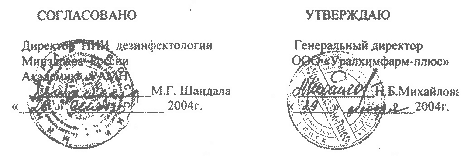 СОГЛАСОВАНО
Директор НИИ дезинфектологии
Минздрава России
Академик РАМН
М.Г. Шандала
2004г.
УТВЕРЖДАЮ
Генеральный директор
ООО «Уралхимфарм-плюс»
Н.Б.Михайлова
2004г.